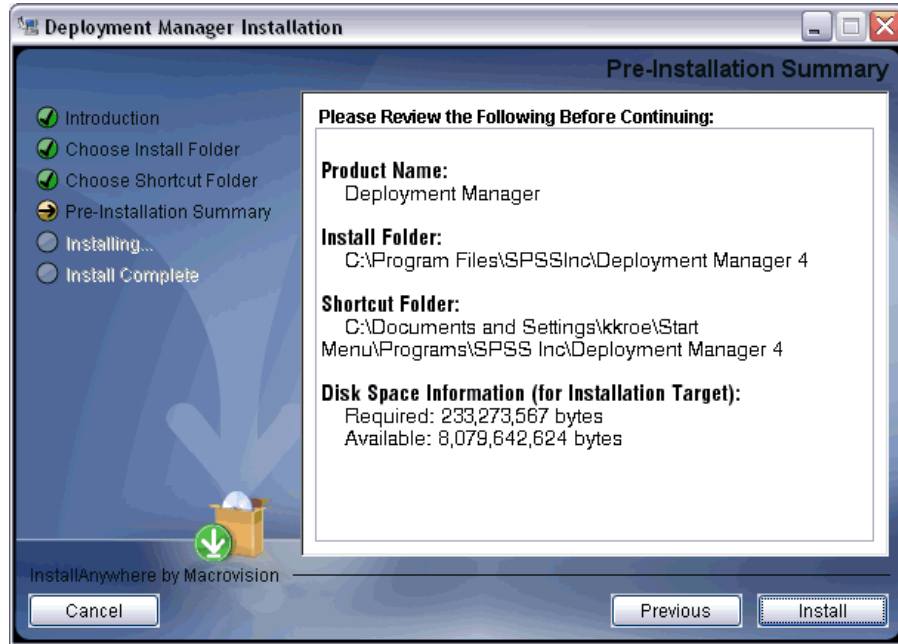 Deployment Manager Installation
Pre-Installation Summary
Introduction
Choose Install Folder
Choose Shortcut Folder
Pre-Installation Summary
Installing...
Install Complete
Please Review the Following Before Continuing:
Product Name:
Deployment Manager
Install Folder:
C:\Program Files\SPSSInc\Deployment Manager 4
Shortcut Folder:
C:\Documents and Settings\kkroe\Start
Menu\Programs\SPSS Inc\Deployment Manager 4
Disk Space Information (for Installation Target):
Required: 233,273,567 bytes
Available: 8,079,642,624 bytes
InstallAnywhere by Macrovision
Cancel
Previous
Install